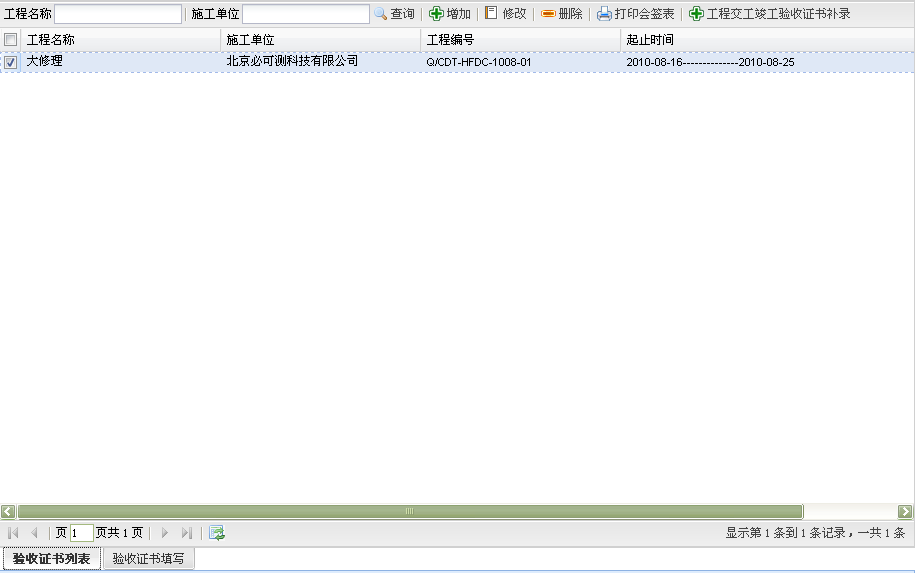 工程名称 施工单位 查询 增加 修改 删除 打印会签表 工程交工竣工验收证书补录
工程名称 施工单位 工程编号 起止时间
大修理 北京必可测科技有限公司 Q/CDT-HFDC-1008-01 2010-08-16--------------2010-08-25
页 1 页共 1 页 显示第 1 条到 1 条记录，一共 1 条
验收证书列表 验收证书填写